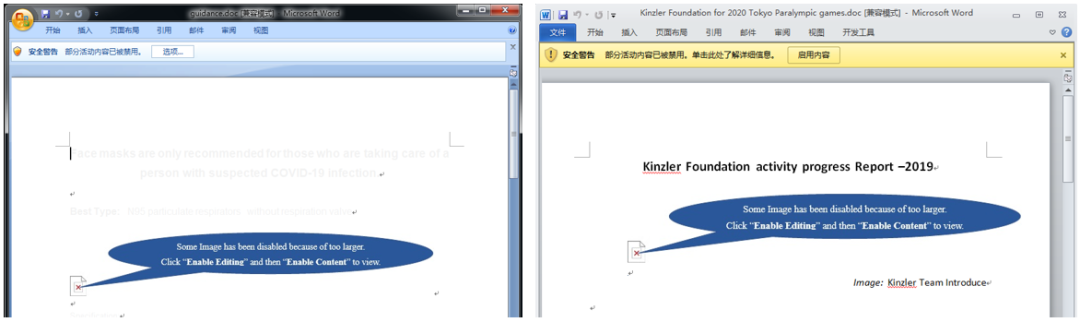 guidance.doc [兼容模式] - Microsoft Word
开始 插入 页面布局 引用 邮件 审阅 视图
安全警告 部分活动内容已被禁用。 选项...
Face masks are only recommended for those who are taking care of a
person with suspected COVID-19 infection.
Best Type: N95 particulate respirator, without respiration valve
Some Image has been disabled because of too larger.
Click “Enable Editing” and then “Enable Content” to view.
Kinzler Foundation for 2020 Tokyo Paralympic games.doc [兼容模式] - Microsoft Word
文件 开始 插入 页面布局 引用 邮件 审阅 视图 开发工具
安全警告 部分活动内容已被禁用。单击此处了解详细信息。 启用内容
Kinzler Foundation activity progress Report –2019
Some Image has been disabled because of too larger.
Click “Enable Editing” and then “Enable Content” to view.
Image: Kinzler Team Introduce